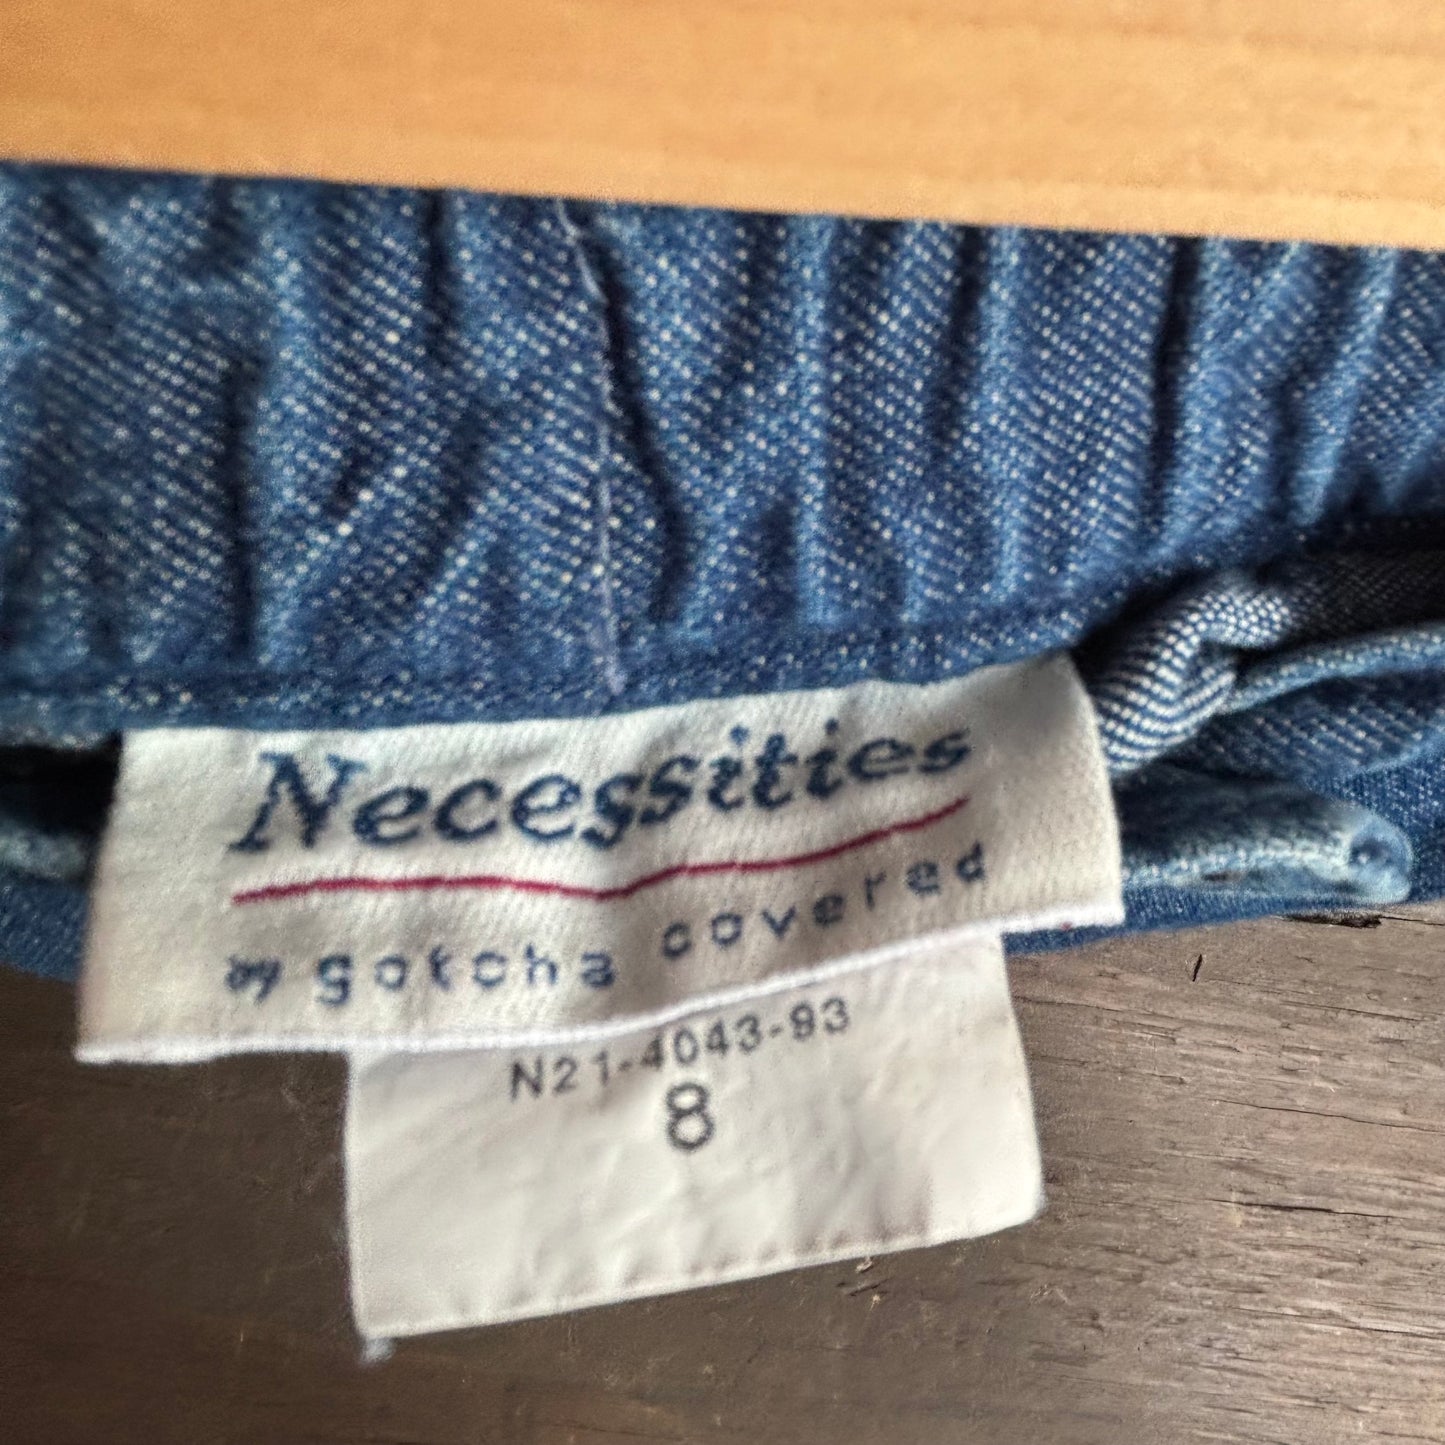 Necessities
by gotcha covered
N21-4043-93
8